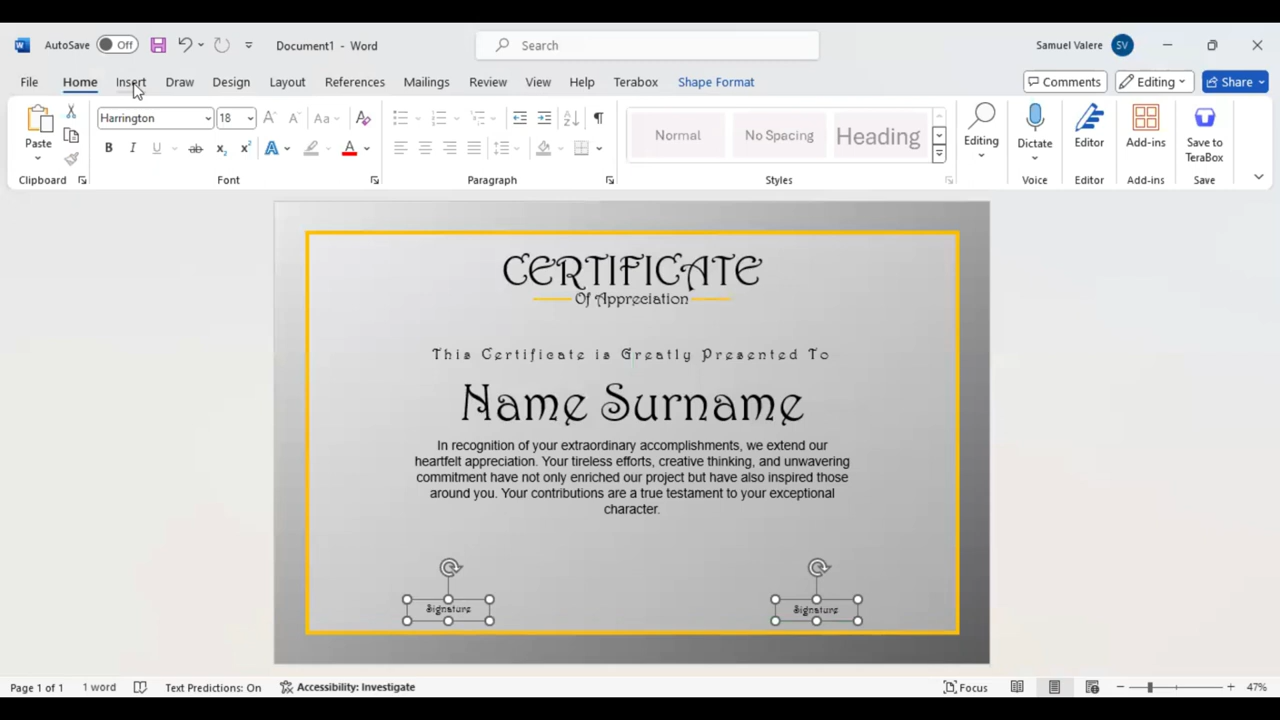 AutoSave Off Document1 - Word Search Samuel Valere SV
File Home Insert Draw Design Layout References Mailings Review View Help Terabox Shape Format Comments Editing Share
Harrington 18 A A Aa A Normal No Spacing Heading
Paste B I U ab x₂ x² A A Editing Dictate Editor Add-ins Save to TeraBox
Clipboard Font Paragraph Styles Voice Editor Add-ins Save
CERTIFICATE
Of Appreciation
This Certificate is Greatly Presented To
Name Surname
In recognition of your extraordinary accomplishments, we extend our
heartfelt appreciation. Your tireless efforts, creative thinking, and unwavering
commitment have not only enriched our project but have also inspired those
around you. Your contributions are a true testament to your exceptional
character.
Signature Signature
Page 1 of 1 1 word Text Predictions: On Accessibility: Investigate Focus 47%